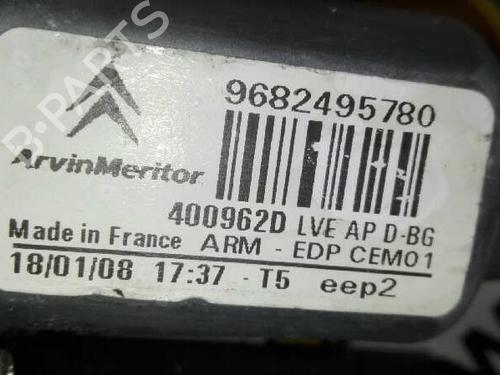 B-PARTS
9682495780
ArvinMeritor
400962D LVE AP D-BG
Made in France ARM - EDP CEM01
18/01/08 17:37 - T5 eep2